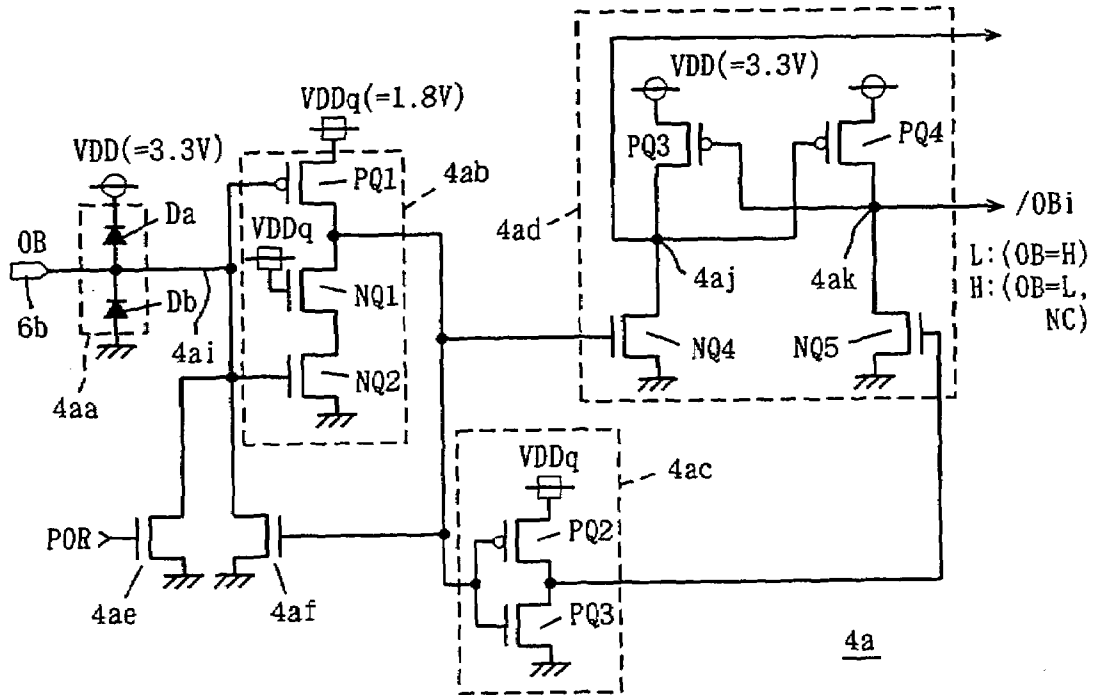 VDD(=3.3V)
VDDq(=1.8V)
PQ3
PQ4
VDD(=3.3V)
PQ1
4ab
4ad
/OBi
Da
OB
VDDq
4aj
4ak
L:(OB=H)
H:(OB=L,
NC)
Db
NQ1
6b
4ai
NQ4
NQ5
NQ2
4aa
VDDq
4ac
POR
PQ2
4ae
4af
PQ3
4a